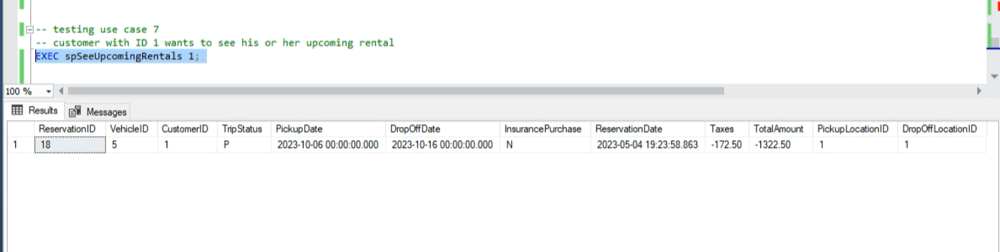 -- testing use case 7
-- customer with ID 1 wants to see his or her upcoming rental
EXEC spSeeUpcomingRentals 1;
100 %
Results Messages
ReservationID VehicleID CustomerID TripStatus PickupDate DropOffDate InsurancePurchase ReservationDate Taxes TotalAmount PickupLocationID DropOffLocationID
1 18 5 1 P 2023-10-06 00:00:00.000 2023-10-16 00:00:00.000 N 2023-05-04 19:23:58.863 -172.50 -1322.50 1 1